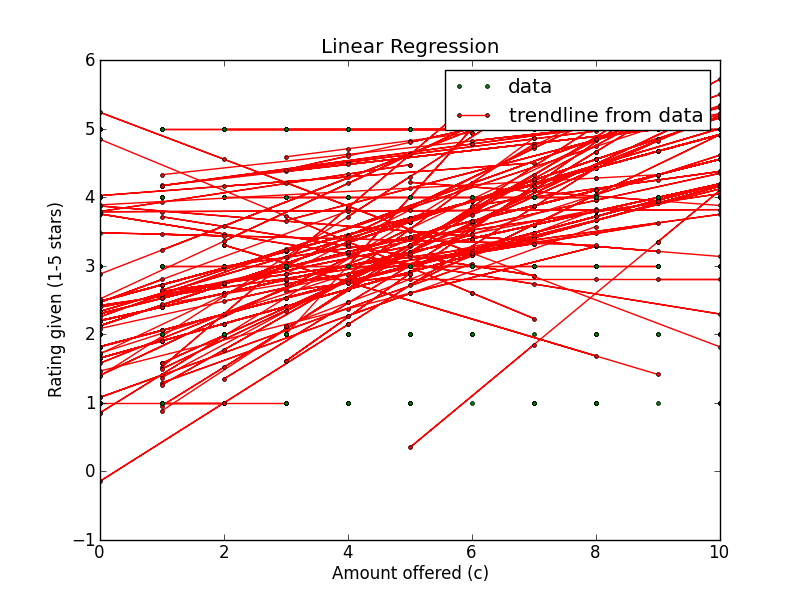 Linear Regression
data
trendline from data
6
5
4
3
2
1
0
−1
Rating given (1-5 stars)
0 2 4 6 8 10
Amount offered (c)